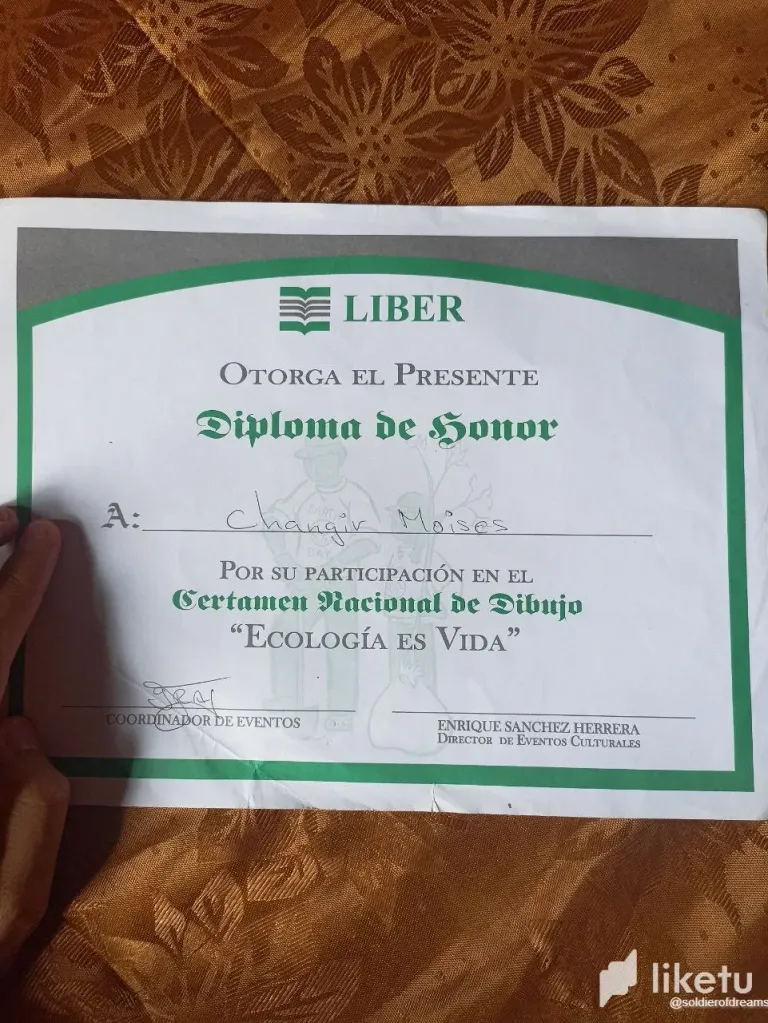 LIBER
OTORGA EL PRESENTE
Diploma de Honor
A: Changir Moises
POR SU PARTICIPACIÓN EN EL
Certamen Nacional de Dibujo
“ECOLOGÍA ES VIDA”
COORDINADOR DE EVENTOS
ENRIQUE SANCHEZ HERRERA
DIRECTOR DE EVENTOS CULTURALES
liketu
@soldierofdreams